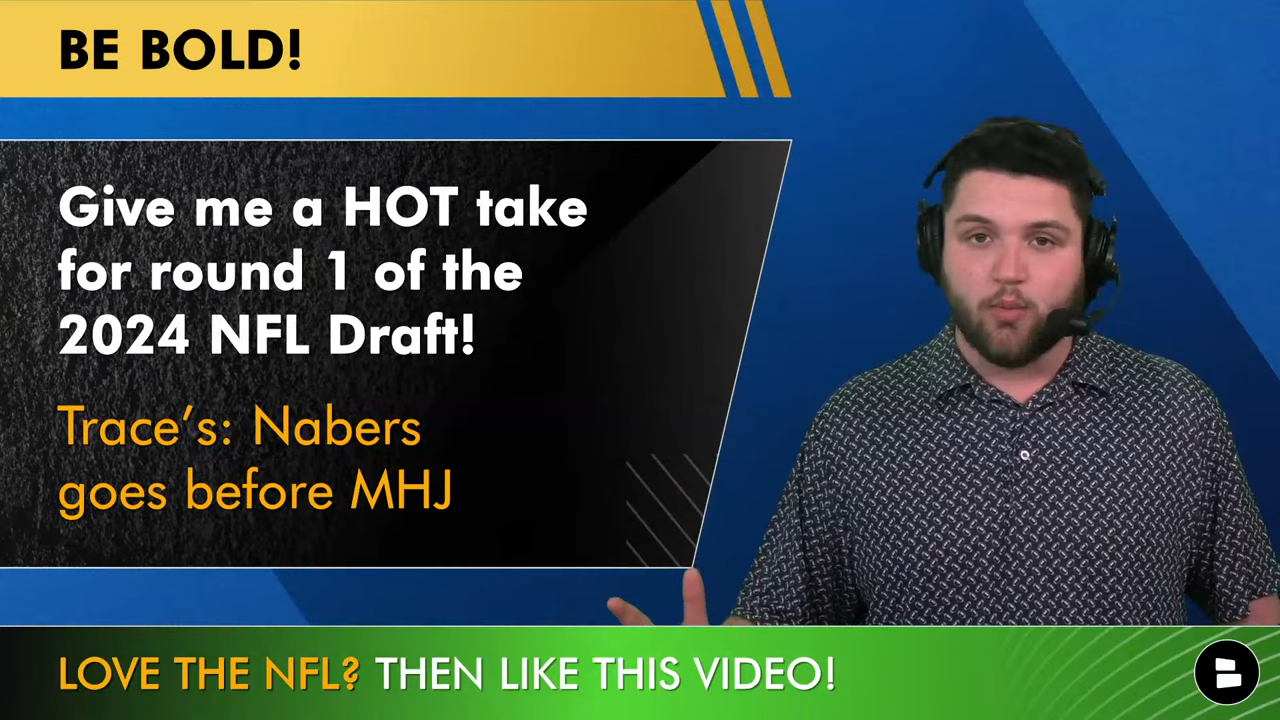 BE BOLD!
Give me a HOT take
for round 1 of the
2024 NFL Draft!
Trace's: Nabers
goes before MHJ
LOVE THE NFL? THEN LIKE THIS VIDEO!